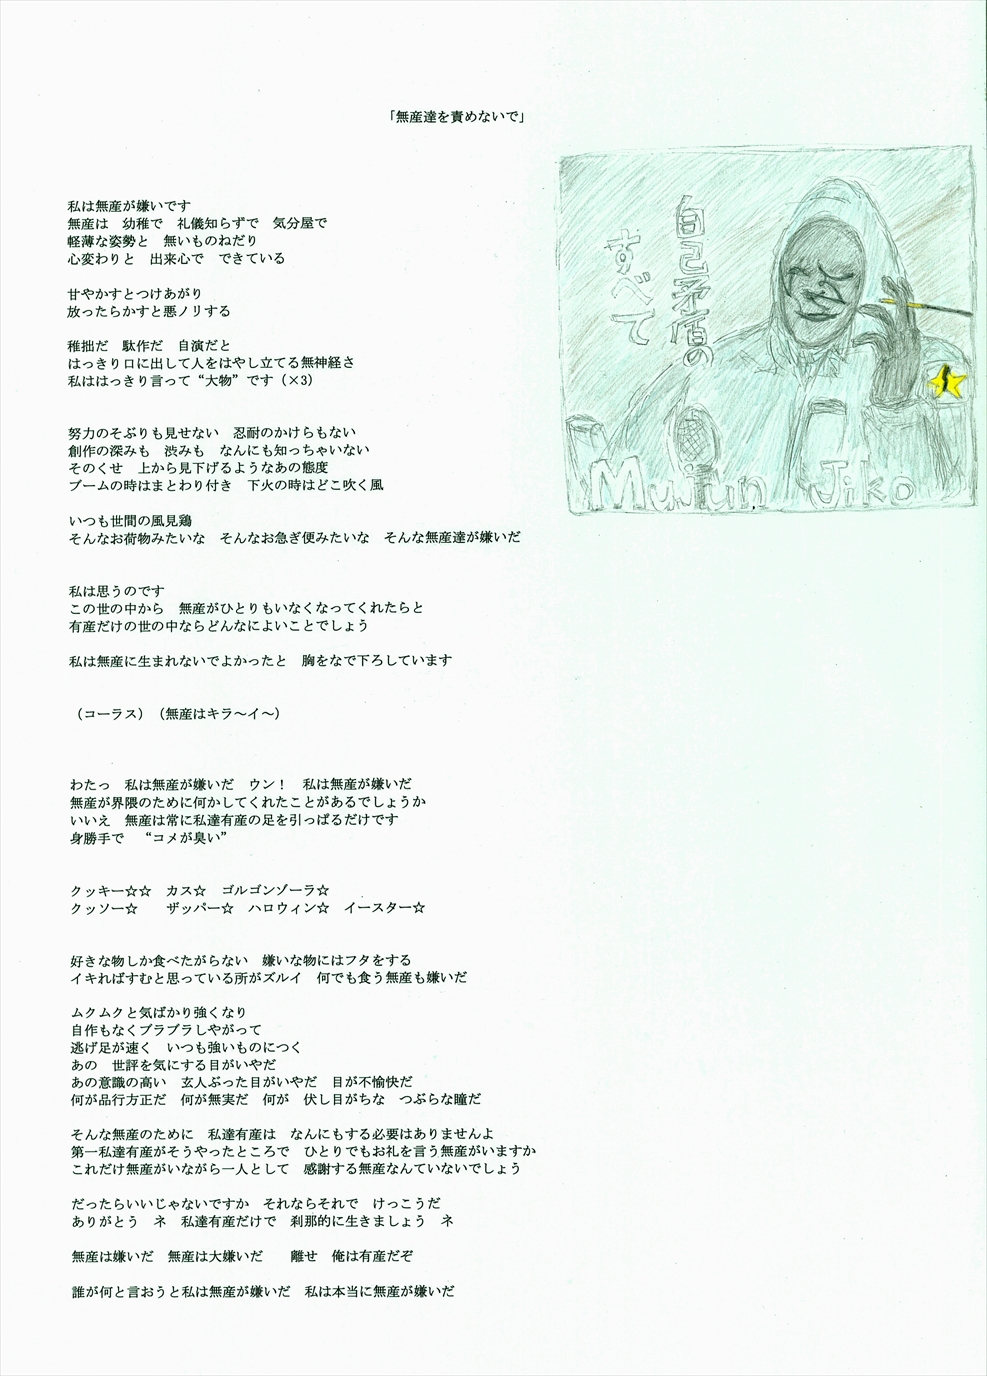 「無産達を責めないで」
自己矛盾の
すべて
Mujun Jiko
私は無産が嫌いです
無産は　幼稚で　礼儀知らずで　気分屋で
軽薄な姿勢と　無いものねだり
心変わりと　出来心で　できている
甘やかすとつけあがり
放ったらかすと悪ノリする
稚拙だ　駄作だ　自演だと
はっきり口に出して人をはやし立てる無神経さ
私ははっきり言って“大物”です（×3）
努力のそぶりも見せない　忍耐のかけらもない
創作の深みも　渋みも　なんにも知っちゃいない
そのくせ　上から見下げるようなあの態度
ブームの時はまとわり付き　下火の時はどこ吹く風
いつも世間の風見鶏
そんなお荷物みたいな　そんなお急ぎ便みたいな　そんな無産達が嫌いだ
私は思うのです
この世の中から　無産がひとりもいなくなってくれたらと
有産だけの世の中ならどんなによいことでしょう
私は無産に生まれないでよかったと　胸をなで下ろしています
（コーラス）（無産はキラ～イ～）
わたっ　私は無産が嫌いだ　ウン！　私は無産が嫌いだ
無産が界隈のために何かしてくれたことがあるでしょうか
いいえ　無産は常に私達有産の足を引っぱるだけです
身勝手で　“コメが臭い”
クッキー☆☆　カス☆　ゴルゴンゾーラ☆
クッソー☆　　ザッパー☆　ハロウィン☆　イースター☆
好きな物しか食べたがらない　嫌いな物にはフタをする
イキればすむと思っている所がズルイ　何でも食う無産も嫌いだ
ムクムクと気ばかり強くなり
自作もなくブラブラしやがって
逃げ足が速く　いつも強いものにつく
あの　世評を気にする目がいやだ
あの意識の高い　玄人ぶった目がいやだ　目が不愉快だ
何が品行方正だ　何が無実だ　何が　伏し目がちな　つぶらな瞳だ
そんな無産のために　私達有産は　なんにもする必要はありませんよ
第一私達有産がそうやったところで　ひとりでもお礼を言う無産がいますか
これだけ無産がいながら一人として　感謝する無産なんていないでしょう
だったらいいじゃないですか　それならそれで　けっこうだ
ありがとう　ネ　私達有産だけで　刹那的に生きましょう　ネ
無産は嫌いだ　無産は大嫌いだ　　離せ　俺は有産だぞ
誰が何と言おうと私は無産が嫌いだ　私は本当に無産が嫌いだ